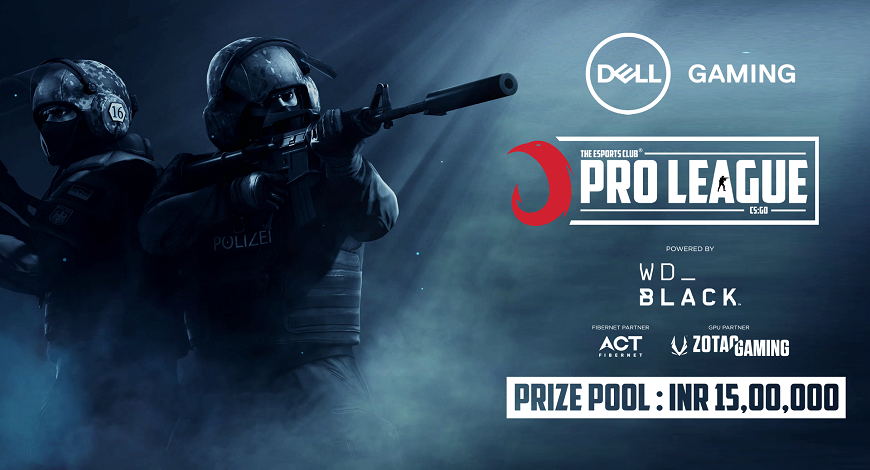 16
POLIZEI
DELL GAMING
THE ESPORTS CLUB®
PRO LEAGUE
CS:GO
POWERED BY
WD_
BLACK™
FIBERNET PARTNER
ACT
FIBERNET
GPU PARTNER
ZOTAC GAMING
PRIZE POOL : INR 15,00,000